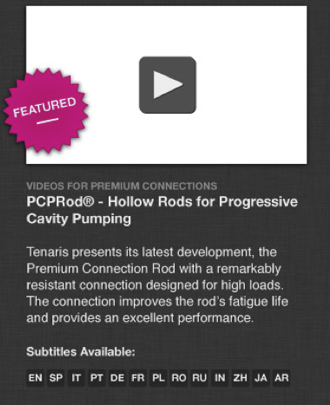 FEATURED
VIDEOS FOR PREMIUM CONNECTIONS
PCPRod® - Hollow Rods for Progressive
Cavity Pumping
Tenaris presents its latest development, the
Premium Connection Rod with a remarkably
resistant connection designed for high loads.
The connection improves the rod's fatigue life
and provides an excellent performance.
Subtitles Available:
EN SP IT PT DE FR PL RO RU IN ZH JA AR